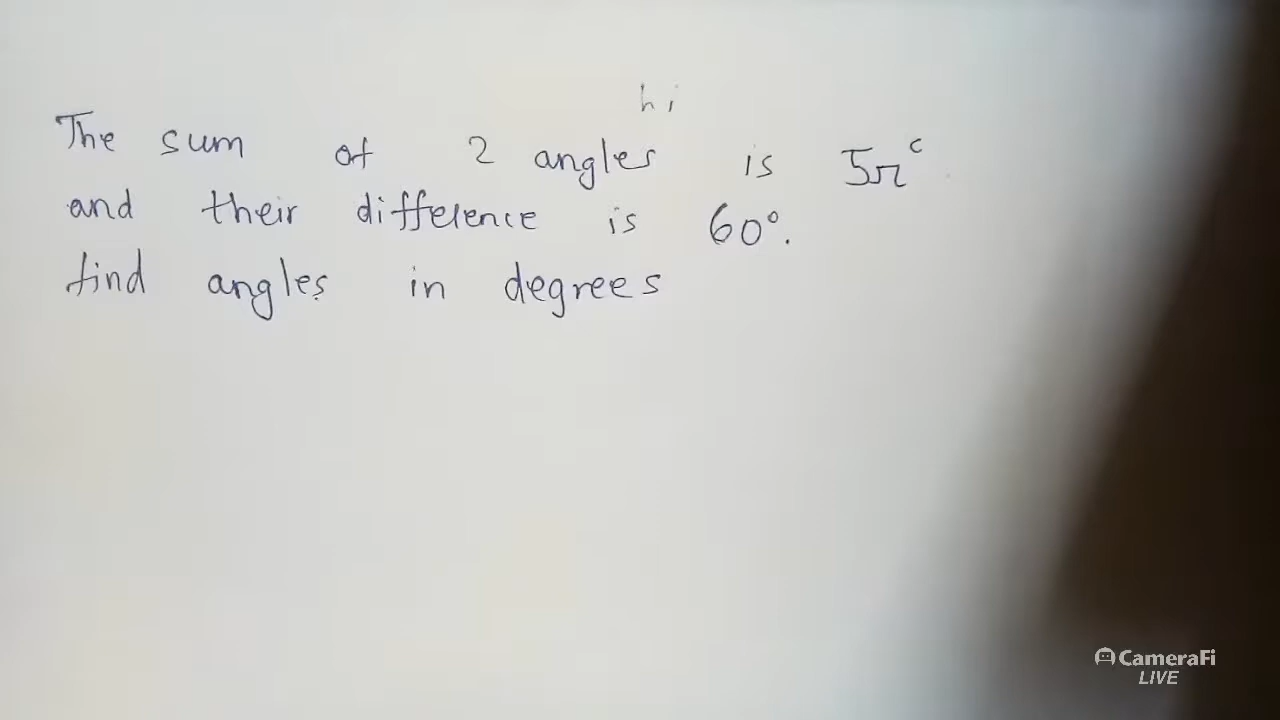 hi
The sum of 2 angles is 5π^c
and their difference is 60°.
find angles in degrees
CameraFi
LIVE